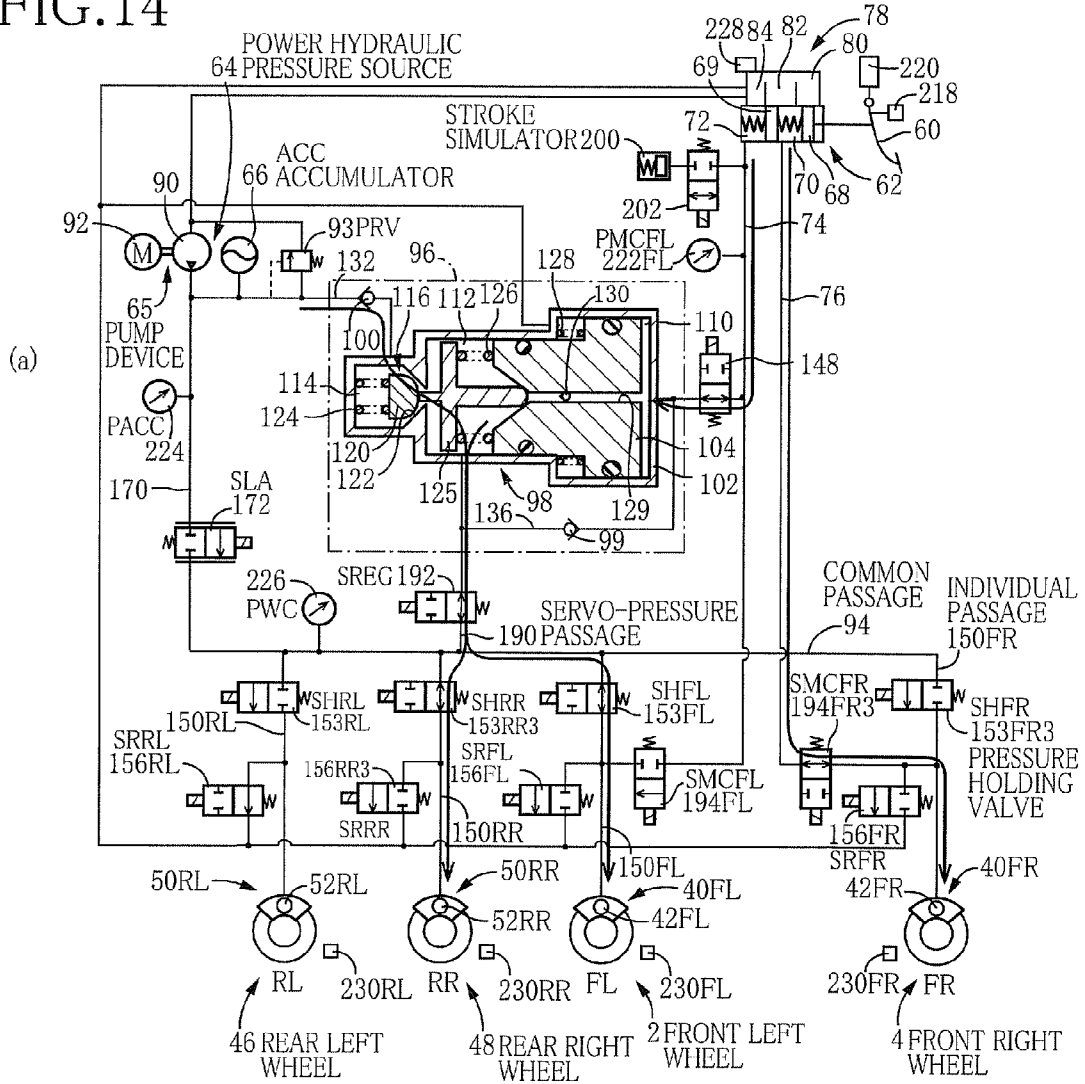 FIG.14
(a)
POWER HYDRAULIC
64 PRESSURE SOURCE
ACC
66 ACCUMULATOR
90
92
M
65
PUMP
DEVICE
93PRV
132
96
100
116
112
126
128
130
110
148
114
124
120
122
125
98
129
104
102
136
99
PACC
224
170
SLA
172
226
PWC
SREG 192
190 SERVO-PRESSURE
PASSAGE
STROKE
SIMULATOR 200
202
PMCFL
222FL
228
84
82
78
80
220
218
69
72
60
70
68
62
74
76
COMMON
PASSAGE
94
INDIVIDUAL
PASSAGE
150FR
SHRL
153RL
150RL
SHRR
153RR3
SHFL
153FL
SMCFR
194FR3
SHFR
153FR3
PRESSURE
HOLDING
VALVE
SRRL
156RL
156RR3
SRRR
SRFL
156FL
SMCFL
194FL
156FR
SRFR
150RR
150FL
50RL
52RL
50RR
52RR
40FL
42FL
42FR
40FR
RL
230RL
RR
230RR
FL
230FL
230FR
FR
46 REAR LEFT
WHEEL
48 REAR RIGHT
WHEEL
2 FRONT LEFT
WHEEL
4 FRONT RIGHT
WHEEL